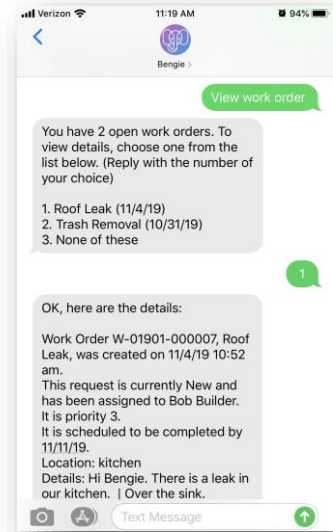 Verizon 11:19 AM 94%
Bengie >
View work order
You have 2 open work orders. To
view details, choose one from the
list below. (Reply with the number of
your choice)
1. Roof Leak (11/4/19)
2. Trash Removal (10/31/19)
3. None of these
1
OK, here are the details:
Work Order W-01901-000007, Roof
Leak, was created on 11/4/19 10:52
am.
This request is currently New and
has been assigned to Bob Builder.
It is priority 3.
It is scheduled to be completed by
11/11/19.
Location: kitchen
Details: Hi Bengie. There is a leak in
our kitchen. | Over the sink.
Text Message